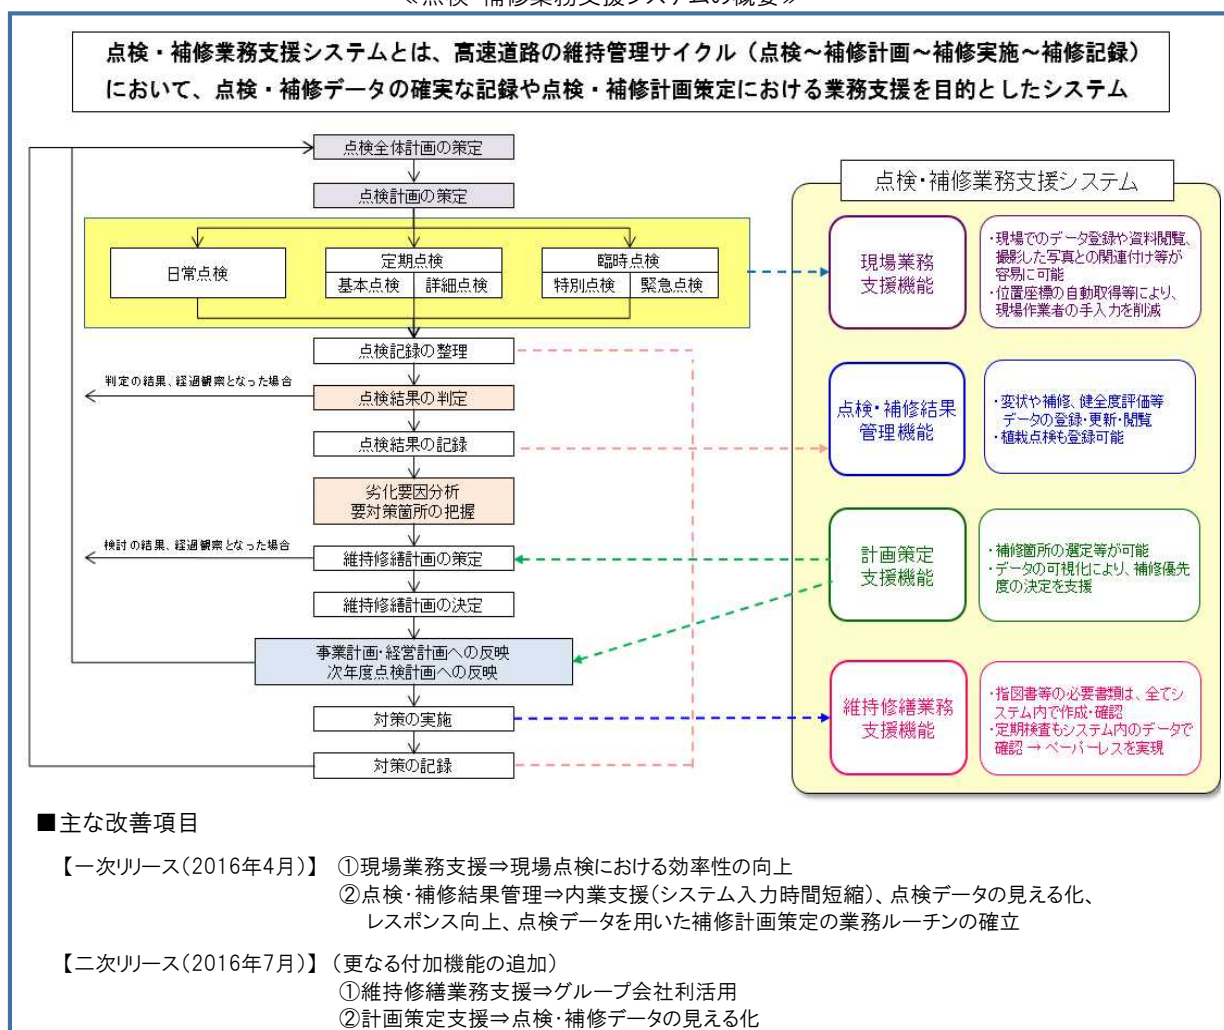 ≪点検・補修業務支援システムの概要≫
点検・補修業務支援システムとは、高速道路の維持管理サイクル（点検～補修計画～補修実施～補修記録）
において、点検・補修データの確実な記録や点検・補修計画策定における業務支援を目的としたシステム
点検全体計画の策定
点検計画の策定
日常点検
定期点検
基本点検
詳細点検
臨時点検
特別点検
緊急点検
点検記録の整理
判定の結果、経過観察となった場合
点検結果の判定
点検結果の記録
劣化要因分析
要対策箇所の把握
検討の結果、経過観察となった場合
維持修繕計画の策定
維持修繕計画の決定
事業計画・経営計画への反映
次年度点検計画への反映
対策の実施
対策の記録
点検・補修業務支援システム
現場業務
支援機能
・現場でのデータ登録や資料閲覧、
撮影した写真との関連付け等が
容易に可能
・位置座標の自動取得等により、
現場作業者の手入力を削減
点検・補修結果
管理機能
・変状や補修、健全度評価等
データの登録・更新・閲覧
・植栽点検も登録可能
計画策定
支援機能
・補修箇所の選定等が可能
・データの可視化により、補修優先
度の決定を支援
維持修繕業務
支援機能
・指図書等の必要書類は、全てシ
ステム内で作成・確認
・定期検査もシステム内のデータで
確認 → ペーパーレスを実現
■主な改善項目
【一次リリース（2016年4月）】 ①現場業務支援⇒現場点検における効率性の向上
②点検・補修結果管理⇒内業支援（システム入力時間短縮）、点検データの見える化、
レスポンス向上、点検データを用いた補修計画策定の業務ルーチンの確立
【二次リリース（2016年7月）】 （更なる付加機能の追加）
①維持修繕業務支援⇒グループ会社利活用
②計画策定支援⇒点検・補修データの見える化